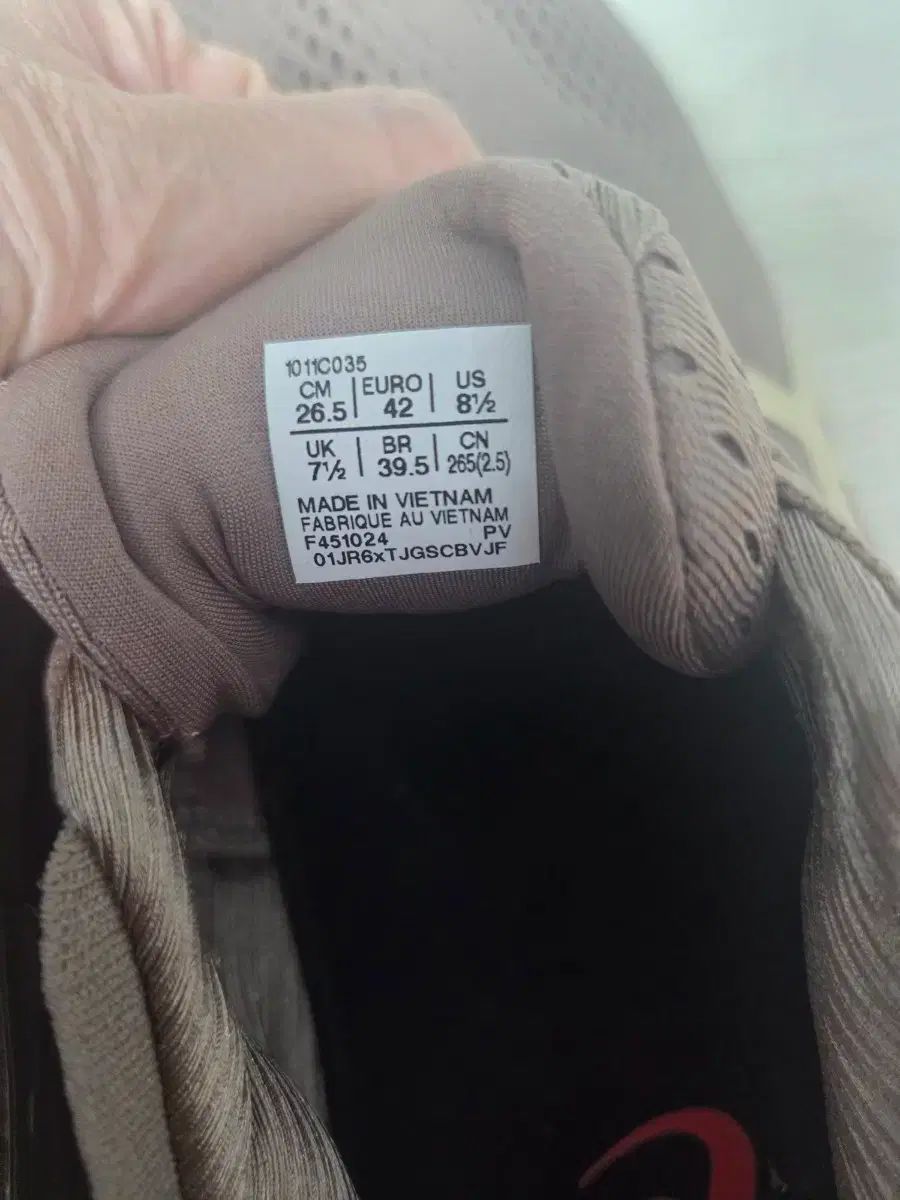 1011C035
CM | EURO | US
26.5 | 42 | 8½
UK | BR | CN
7½ | 39.5 | 265(2.5)
MADE IN VIETNAM
FABRIQUE AU VIETNAM
F451024 PV
01JR6xTJGSCBVJF